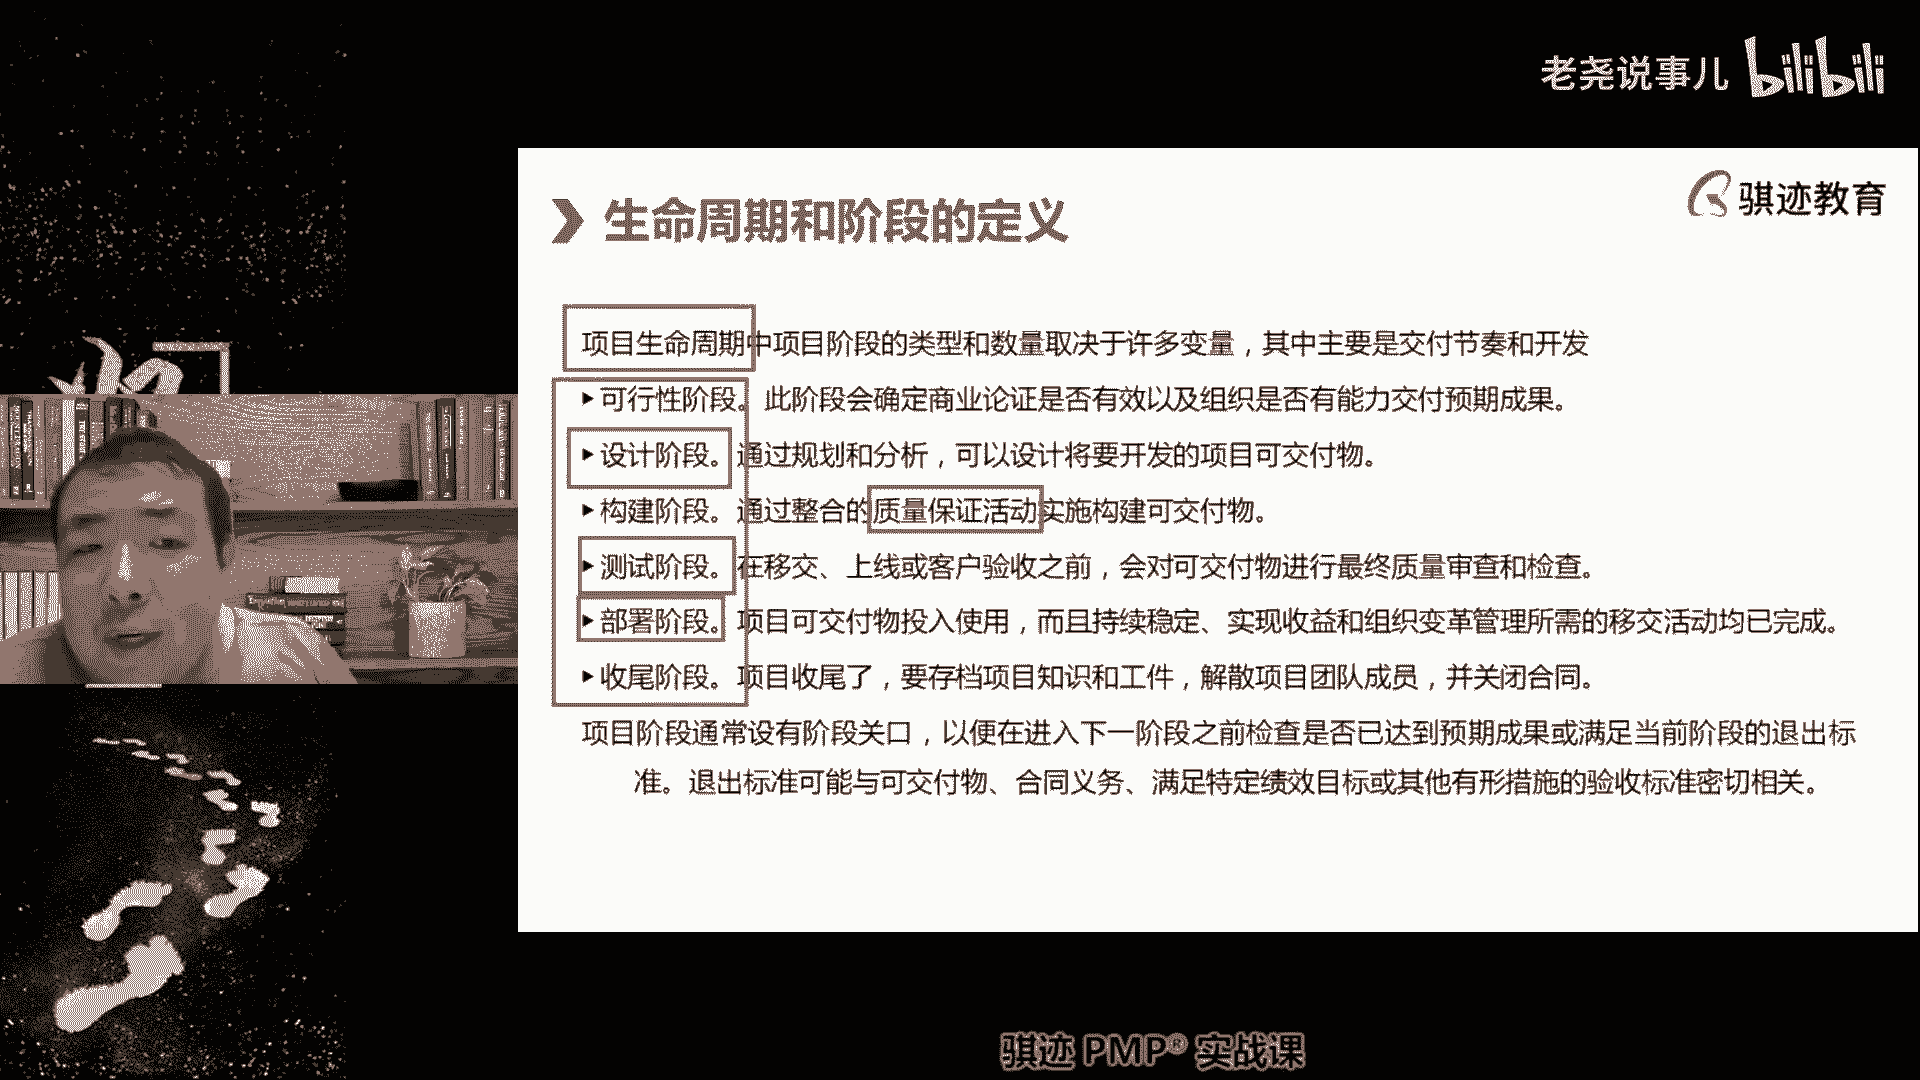 老尧说事儿 bilibili
骐迹教育
生命周期和阶段的定义
项目生命周期中项目阶段的类型和数量取决于许多变量，其中主要是交付节奏和开发
▸可行性阶段。此阶段会确定商业论证是否有效以及组织是否有能力交付预期成果。
▸设计阶段。通过规划和分析，可以设计将要开发的项目可交付物。
▸构建阶段。通过整合的质量保证活动实施构建可交付物。
▸测试阶段。在移交、上线或客户验收之前，会对可交付物进行最终质量审查和检查。
▸部署阶段。项目可交付物投入使用，而且持续稳定、实现收益和组织变革管理所需的移交活动均已完成。
▸收尾阶段。项目收尾了，要存档项目知识和工件，解散项目团队成员，并关闭合同。
项目阶段通常设有阶段关口，以便在进入下一阶段之前检查是否已达到预期成果或满足当前阶段的退出标
准。退出标准可能与可交付物、合同义务、满足特定绩效目标或其他有形措施的验收标准密切相关。
骐迹 PMP® 实战课